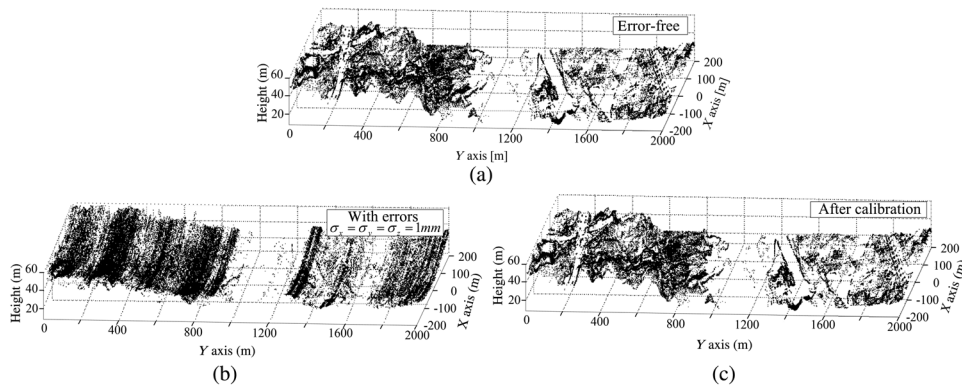 Error-free
Height (m)
60
40
20
0
400
800
1200
1600
2000
Y axis [m]
200
100
0
-100
-200
X axis [m]
(a)
With errors
σx = σy = σz = 1mm
Height (m)
60
40
20
0
400
800
1200
1600
2000
Y axis (m)
200
100
0
-100
-200
X axis (m)
(b)
After calibration
Height (m)
60
40
20
0
400
800
1200
1600
2000
Y axis (m)
200
100
0
-100
-200
X axis (m)
(c)